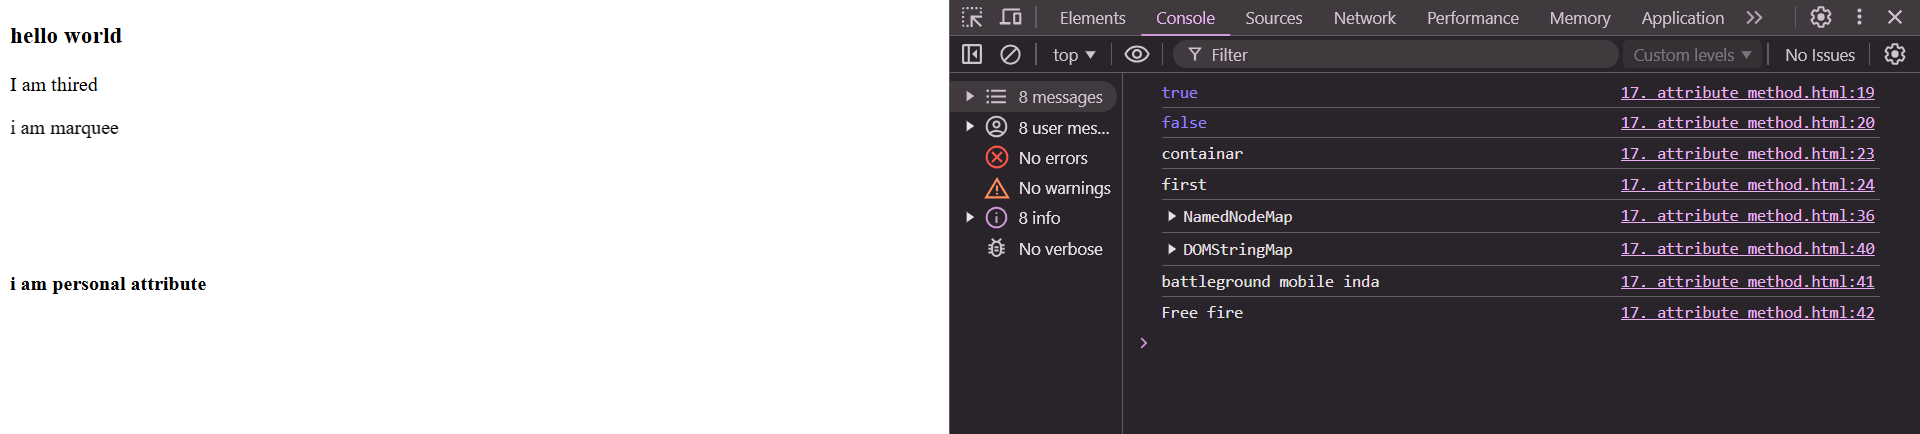 hello world
I am thired
i am marquee
i am personal attribute
Elements Console Sources Network Performance Memory Application
top Filter Custom levels No Issues
8 messages
8 user mes...
No errors
No warnings
8 info
No verbose
true 17. attribute method.html:19
false 17. attribute method.html:20
containar 17. attribute method.html:23
first 17. attribute method.html:24
NamedNodeMap 17. attribute method.html:36
DOMStringMap 17. attribute method.html:40
battleground mobile inda 17. attribute method.html:41
Free fire 17. attribute method.html:42